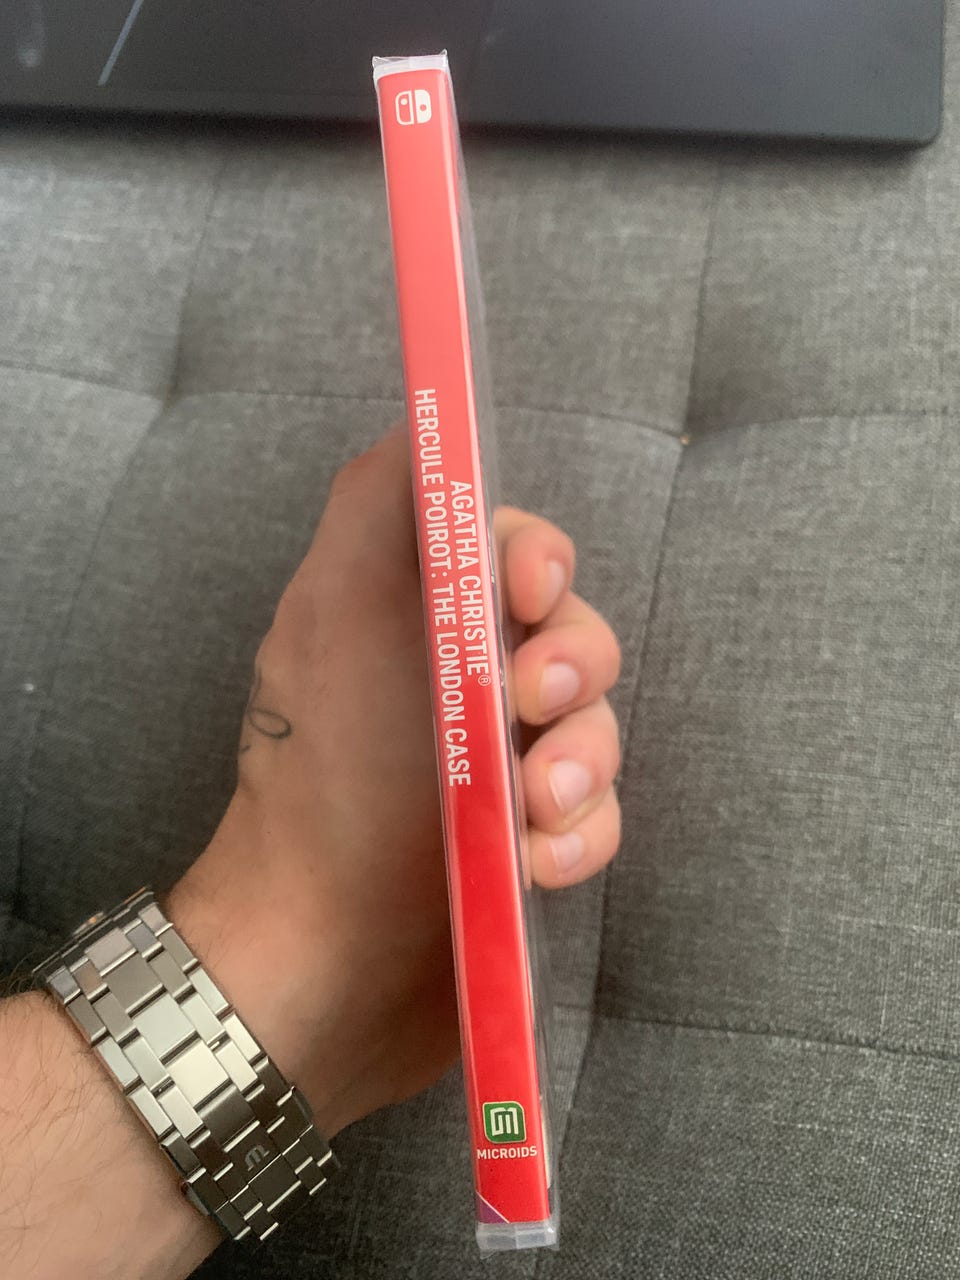 AGATHA CHRISTIE®
HERCULE POIROT: THE LONDON CASE
MICROIDS